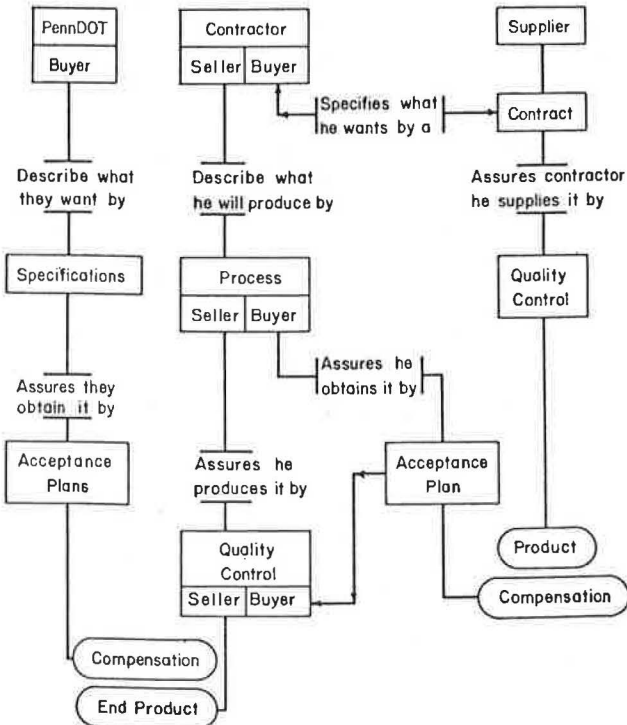 PennDOT
Buyer
Contractor
Seller Buyer
Supplier
Specifies what
he wants by a
Contract
Describe what
they want by
Describe what
he will produce by
Assures contractor
he supplies it by
Specifications
Process
Seller Buyer
Quality
Control
Assures he
obtains it by
Assures they
obtain it by
Acceptance
Plans
Assures he
produces it by
Acceptance
Plan
Quality
Control
Seller Buyer
Product
Compensation
Compensation
End Product